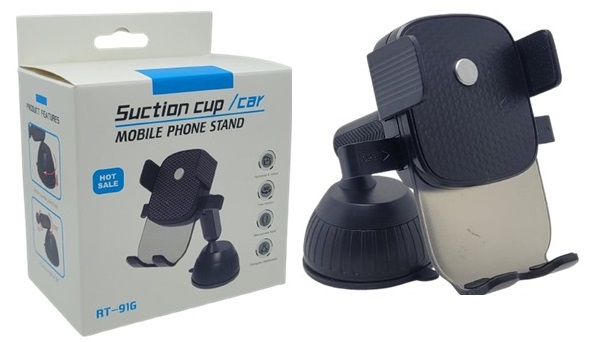 PRODUCT FEATURES
Suction cup /car
MOBILE PHONE STAND
HOT
SALE
RT-91G